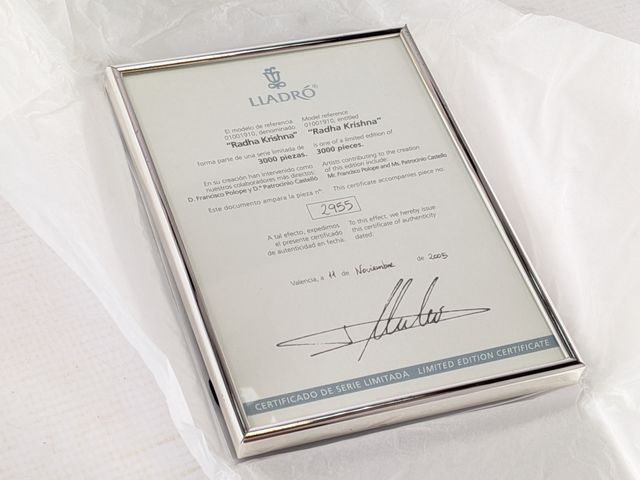 LLADRÓ®
El modelo de referencia
01001910, denominado
"Radha Krishna"
forma parte de una serie limitada de
3000 piezas.
En su creación han intervenido como
nuestros colaboradores más directos:
D. Francisco Polope y D.ª Patrocinio Castelló
Este documento ampara la pieza nº.
Model reference
01001910, entitled
"Radha Krishna"
is one of a limited edition of
3000 pieces.
Artists contributing to the creation
of this edition include:
Mr. Francisco Polope and Ms. Patrocinio Castello
This certificate accompanies piece no.
2955
A tal efecto, expedimos
el presente certificado
de autenticidad en fecha.
To this effect, we hereby issue
this certificate of authenticity
dated:
Valencia, a 11 de Noviembre de 2005
CERTIFICADO DE SERIE LIMITADA LIMITED EDITION CERTIFICATE